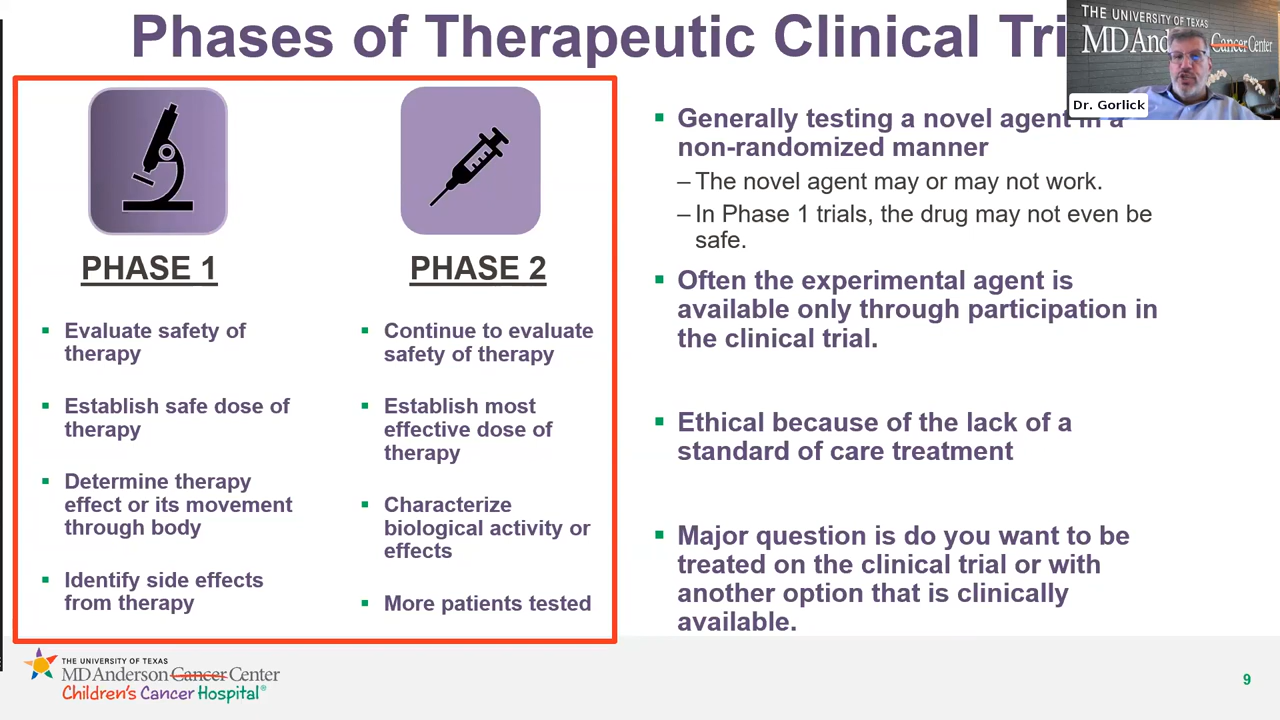 Phases of Therapeutic Clinical Tri
THE UNIVERSITY OF TEXAS
MD Anderson Cancer Center
Dr. Gorlick
PHASE 1
Evaluate safety of
therapy
Establish safe dose of
therapy
Determine therapy
effect or its movement
through body
Identify side effects
from therapy
PHASE 2
Continue to evaluate
safety of therapy
Establish most
effective dose of
therapy
Characterize
biological activity or
effects
More patients tested
Generally testing a novel agent in a
non-randomized manner
– The novel agent may or may not work.
– In Phase 1 trials, the drug may not even be
safe.
Often the experimental agent is
available only through participation in
the clinical trial.
Ethical because of the lack of a
standard of care treatment
Major question is do you want to be
treated on the clinical trial or with
another option that is clinically
available.
THE UNIVERSITY OF TEXAS
MD Anderson Cancer Center
Children's Cancer Hospital®
9